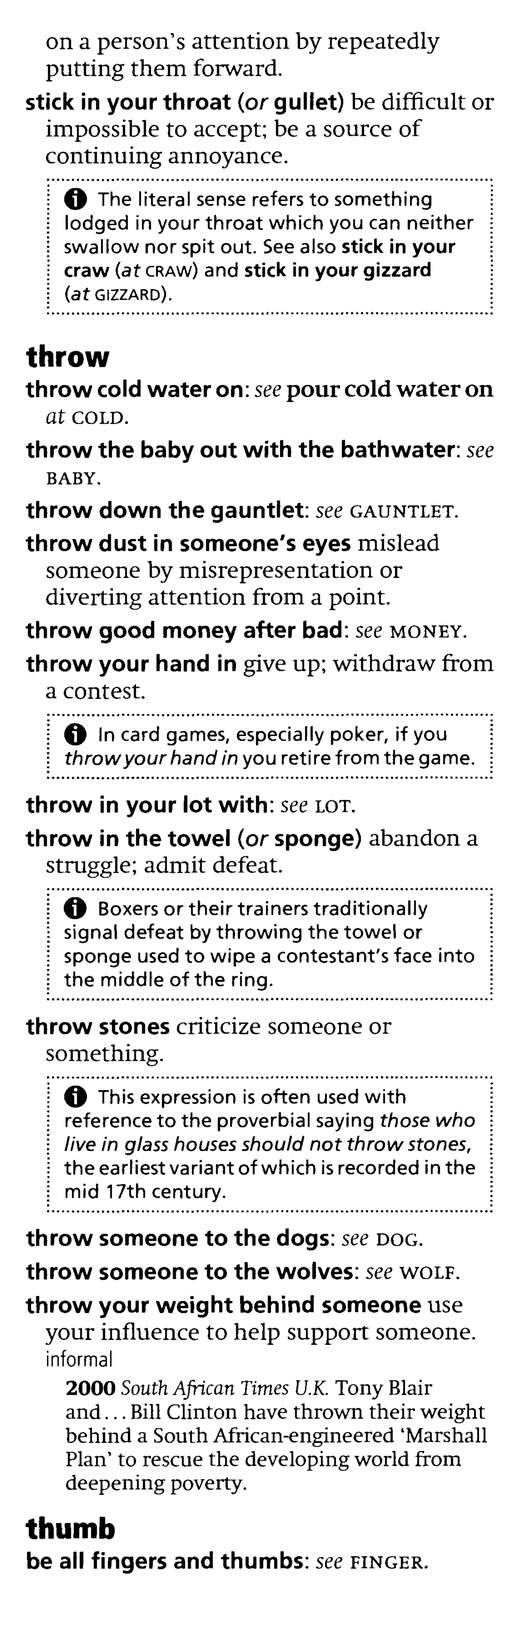 on a person's attention by repeatedly
putting them forward.
stick in your throat (or gullet) be difficult or
impossible to accept; be a source of
continuing annoyance.
The literal sense refers to something
lodged in your throat which you can neither
swallow nor spit out. See also stick in your
craw (at CRAW) and stick in your gizzard
(at GIZZARD).
throw
throw cold water on: see pour cold water on
at COLD.
throw the baby out with the bathwater: see
BABY.
throw down the gauntlet: see GAUNTLET.
throw dust in someone's eyes mislead
someone by misrepresentation or
diverting attention from a point.
throw good money after bad: see MONEY.
throw your hand in give up; withdraw from
a contest.
In card games, especially poker, if you
throw your hand in you retire from the game.
throw in your lot with: see LOT.
throw in the towel (or sponge) abandon a
struggle; admit defeat.
Boxers or their trainers traditionally
signal defeat by throwing the towel or
sponge used to wipe a contestant's face into
the middle of the ring.
throw stones criticize someone or
something.
This expression is often used with
reference to the proverbial saying those who
live in glass houses should not throw stones,
the earliest variant of which is recorded in the
mid 17th century.
throw someone to the dogs: see DOG.
throw someone to the wolves: see WOLF.
throw your weight behind someone use
your influence to help support someone.
informal
2000 South African Times U.K. Tony Blair
and... Bill Clinton have thrown their weight
behind a South African-engineered 'Marshall
Plan' to rescue the developing world from
deepening poverty.
thumb
be all fingers and thumbs: see FINGER.